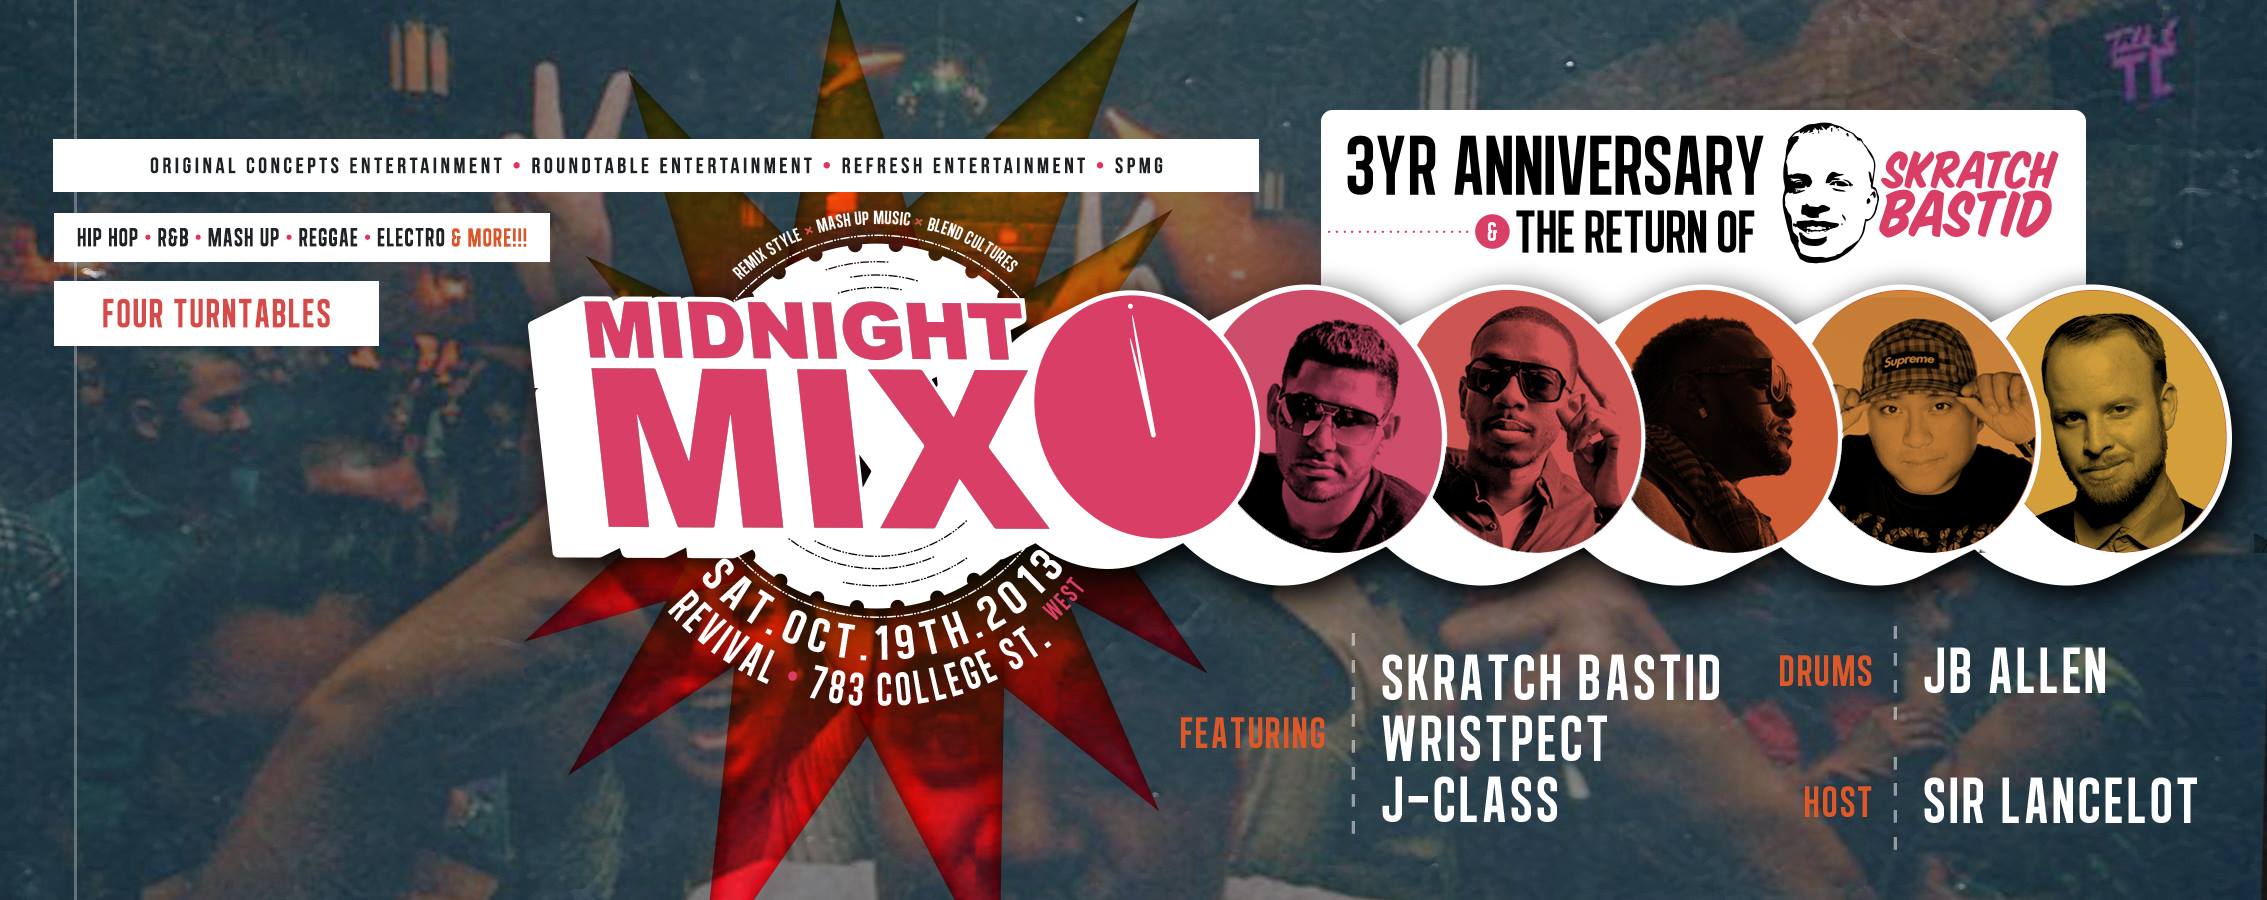 ORIGINAL CONCEPTS ENTERTAINMENT • ROUNDTABLE ENTERTAINMENT • REFRESH ENTERTAINMENT • SPMG
HIP HOP • R&B • MASH UP • REGGAE • ELECTRO & MORE!!!
FOUR TURNTABLES
REMIX STYLE × MASH UP MUSIC × BLEND CULTURES
MIDNIGHT
MIX
SAT.OCT.19TH.2013
REVIVAL • 783 COLLEGE ST. WEST
3YR ANNIVERSARY
& THE RETURN OF
SKRATCH
BASTID
Supreme
FEATURING
SKRATCH BASTID
WRISTPECT
J-CLASS
DRUMS
JB ALLEN
HOST
SIR LANCELOT